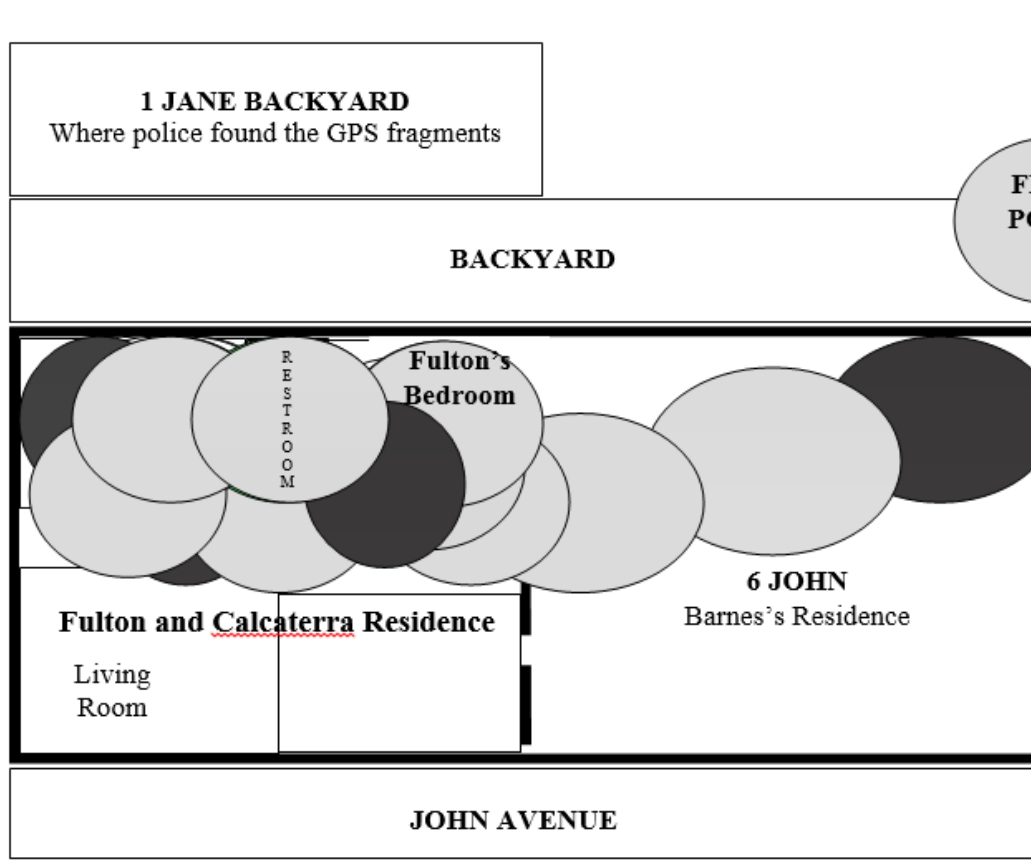 1 JANE BACKYARD
Where police found the GPS fragments
BACKYARD
RESTROOM
Fulton's
Bedroom
6 JOHN
Barnes's Residence
Fulton and Calcaterra Residence
Living
Room
JOHN AVENUE